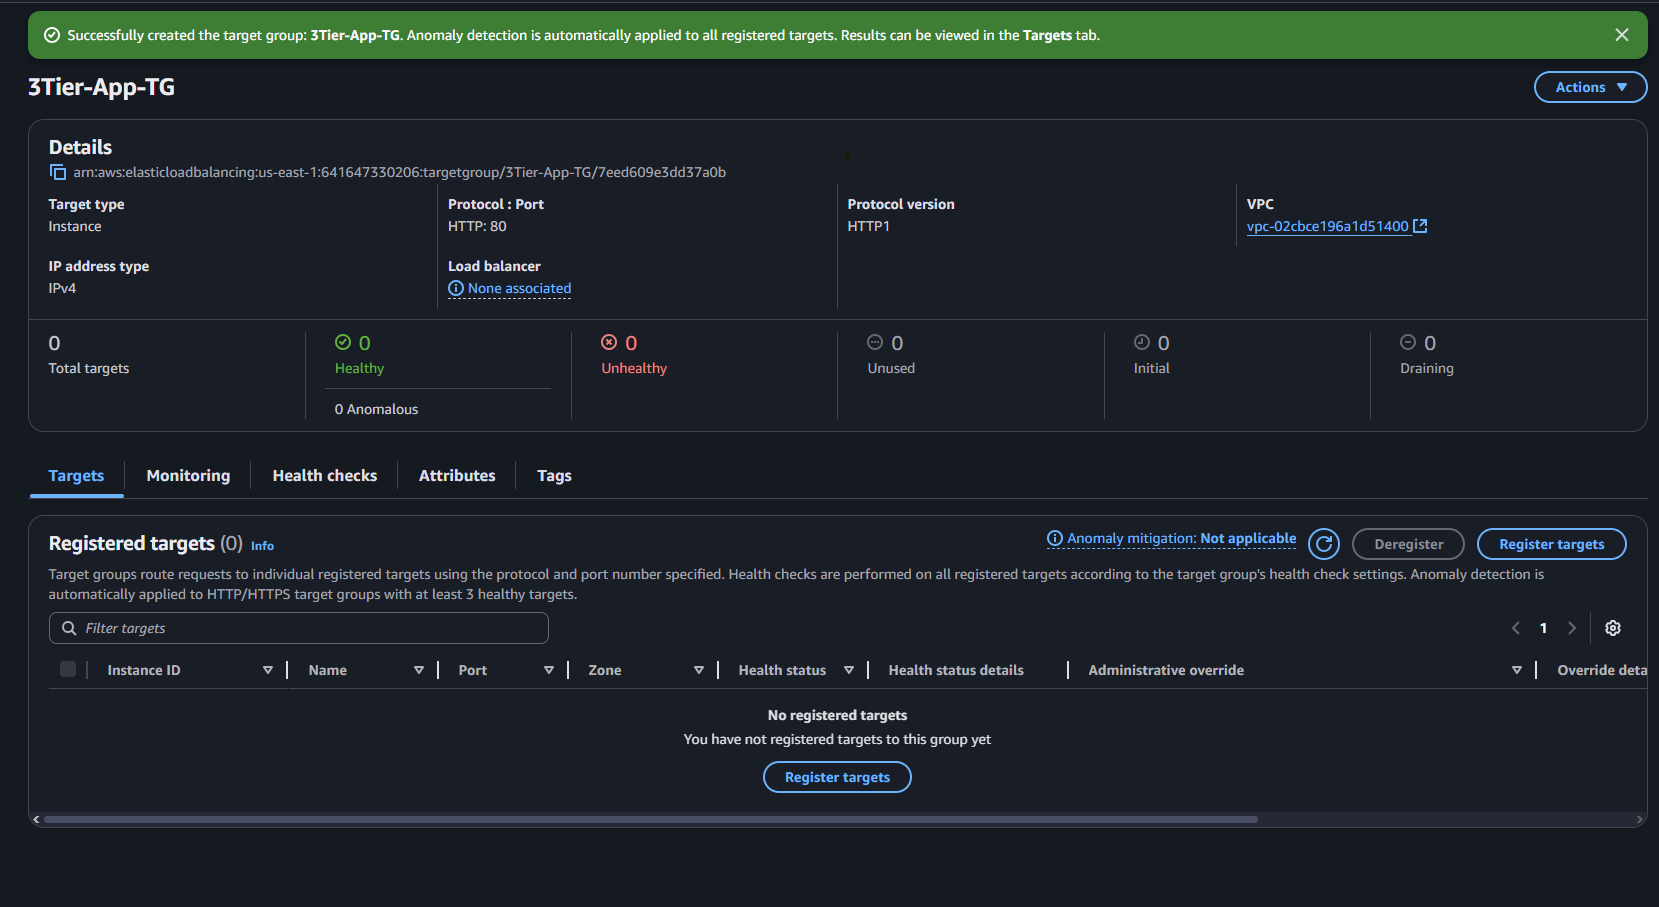 Successfully created the target group: 3Tier-App-TG. Anomaly detection is automatically applied to all registered targets. Results can be viewed in the Targets tab.
3Tier-App-TG
Actions
Details
arn:aws:elasticloadbalancing:us-east-1:641647330206:targetgroup/3Tier-App-TG/7eed609e3dd37a0b
Target type
Instance
Protocol : Port
HTTP: 80
Protocol version
HTTP1
VPC
vpc-02cbce196a1d51400
IP address type
IPv4
Load balancer
None associated
0
Total targets
0
Healthy
0 Anomalous
0
Unhealthy
0
Unused
0
Initial
0
Draining
Targets
Monitoring
Health checks
Attributes
Tags
Registered targets (0) Info
Anomaly mitigation: Not applicable
Deregister
Register targets
Target groups route requests to individual registered targets using the protocol and port number specified. Health checks are performed on all registered targets according to the target group's health check settings. Anomaly detection is
automatically applied to HTTP/HTTPS target groups with at least 3 healthy targets.
Filter targets
1
Instance ID
Name
Port
Zone
Health status
Health status details
Administrative override
Override deta
No registered targets
You have not registered targets to this group yet
Register targets